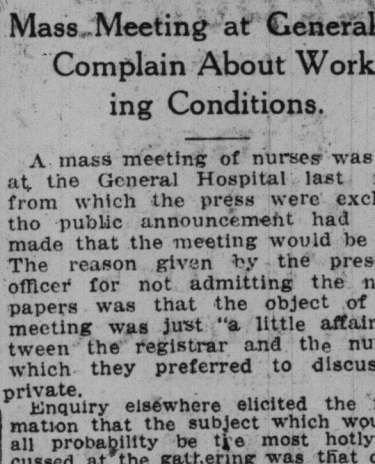 Mass Meeting at General
Complain About Work-
ing Conditions.
A mass meeting of nurses was
at the General Hospital last
from which the press were excl
tho public announcement had
made that the meeting would be
The reason given by the pres
officer for not admitting the n
papers was that the object of
meeting was just "a little affair
tween the registrar and the nu
which they preferred to discus
private.
Enquiry elsewhere elicited the
mation that the subject which wou
all probability be the most hotly
cussed at the gathering was that o